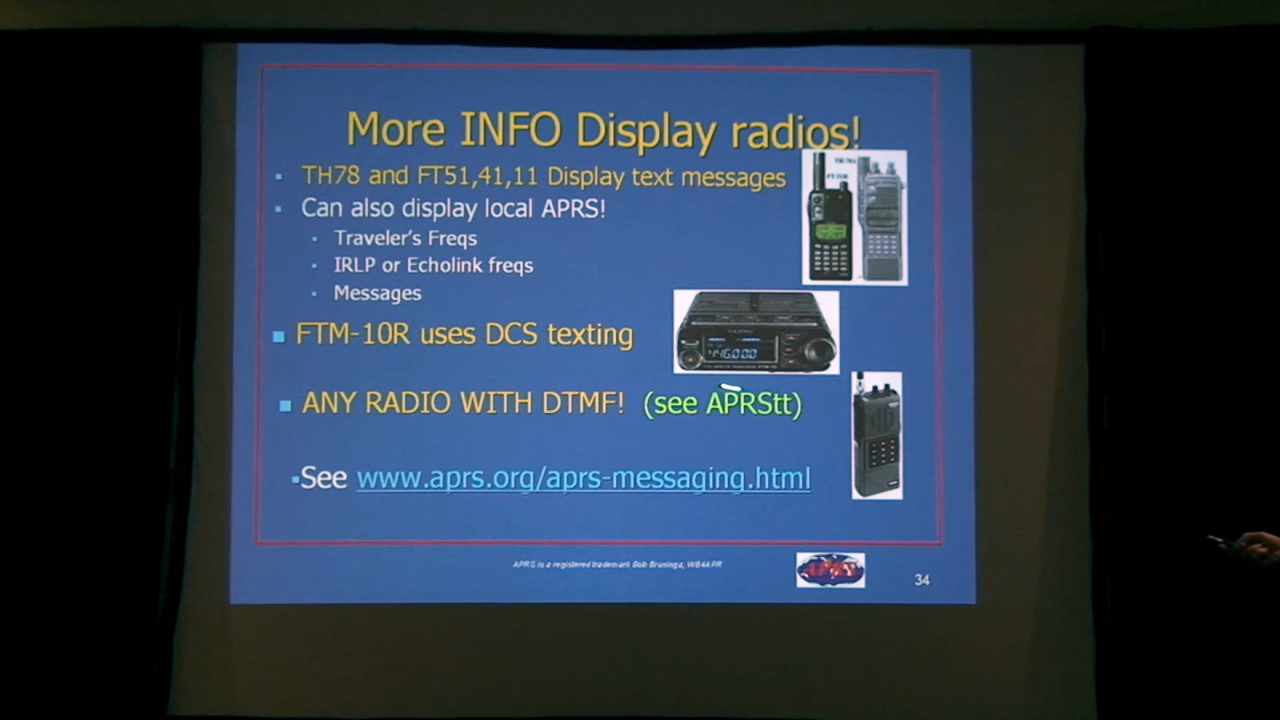 More INFO Display radios!
TH78 and FT51,41,11 Display text messages
Can also display local APRS!
Traveler's Freqs
IRLP or Echolink freqs
Messages
FTM-10R uses DCS texting
ANY RADIO WITH DTMF! (see APRStt)
See www.aprs.org/aprs-messaging.html
APRS is a registered trademark Bob Bruninga, WB4APR
APRS
34